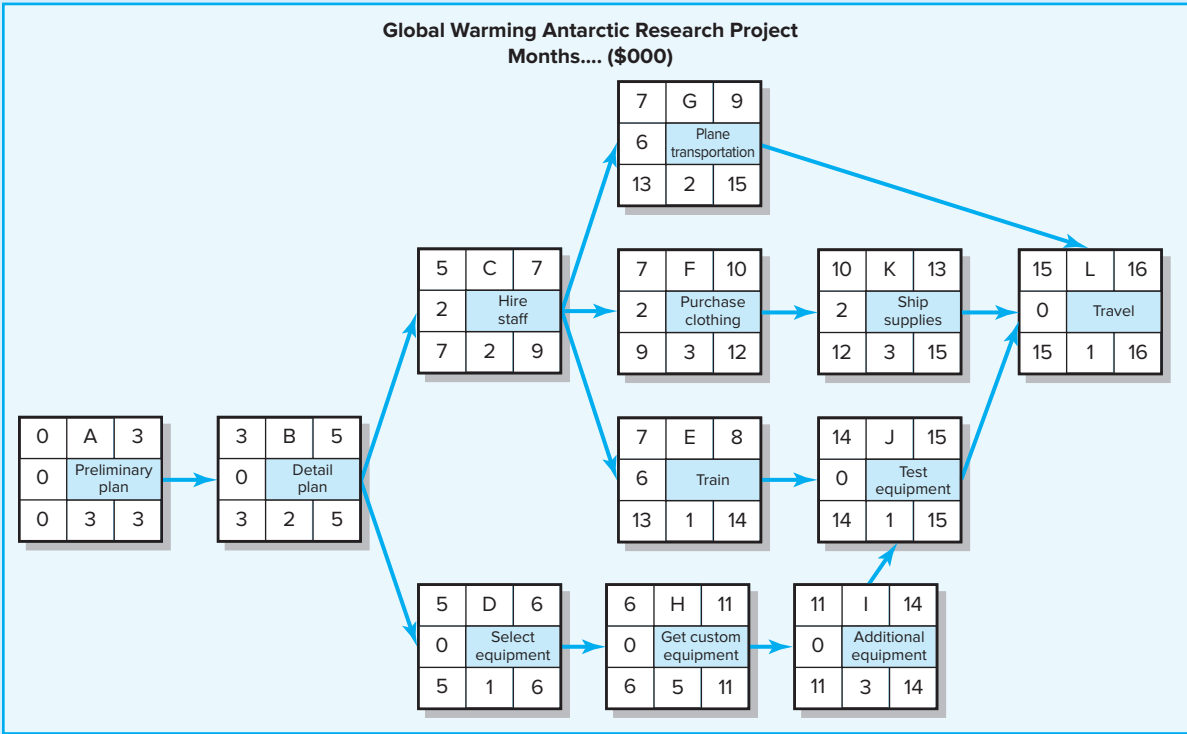 Global Warming Antarctic Research Project
Months.... ($000)
7 G 9
6 Plane
transportation
13 2 15
5 C 7
2 Hire
staff
7 2 9
7 F 10
2 Purchase
clothing
9 3 12
10 K 13
2 Ship
supplies
12 3 15
15 L 16
0 Travel
15 1 16
0 A 3
0 Preliminary
plan
0 3 3
3 B 5
0 Detail
plan
3 2 5
7 E 8
6 Train
13 1 14
14 J 15
0 Test
equipment
14 1 15
5 D 6
0 Select
equipment
5 1 6
6 H 11
0 Get custom
equipment
6 5 11
11 I 14
0 Additional
equipment
11 3 14